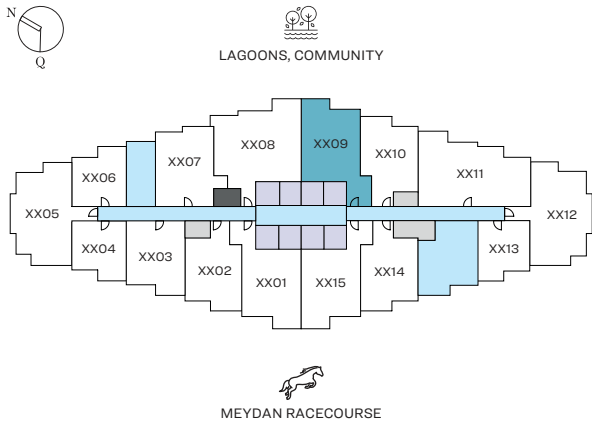 N
Q
LAGOONS, COMMUNITY
XX08
XX09
XX10
XX07
XX06
XX11
XX05
XX12
XX04
XX03
XX02
XX01
XX15
XX14
XX13
MEYDAN RACECOURSE